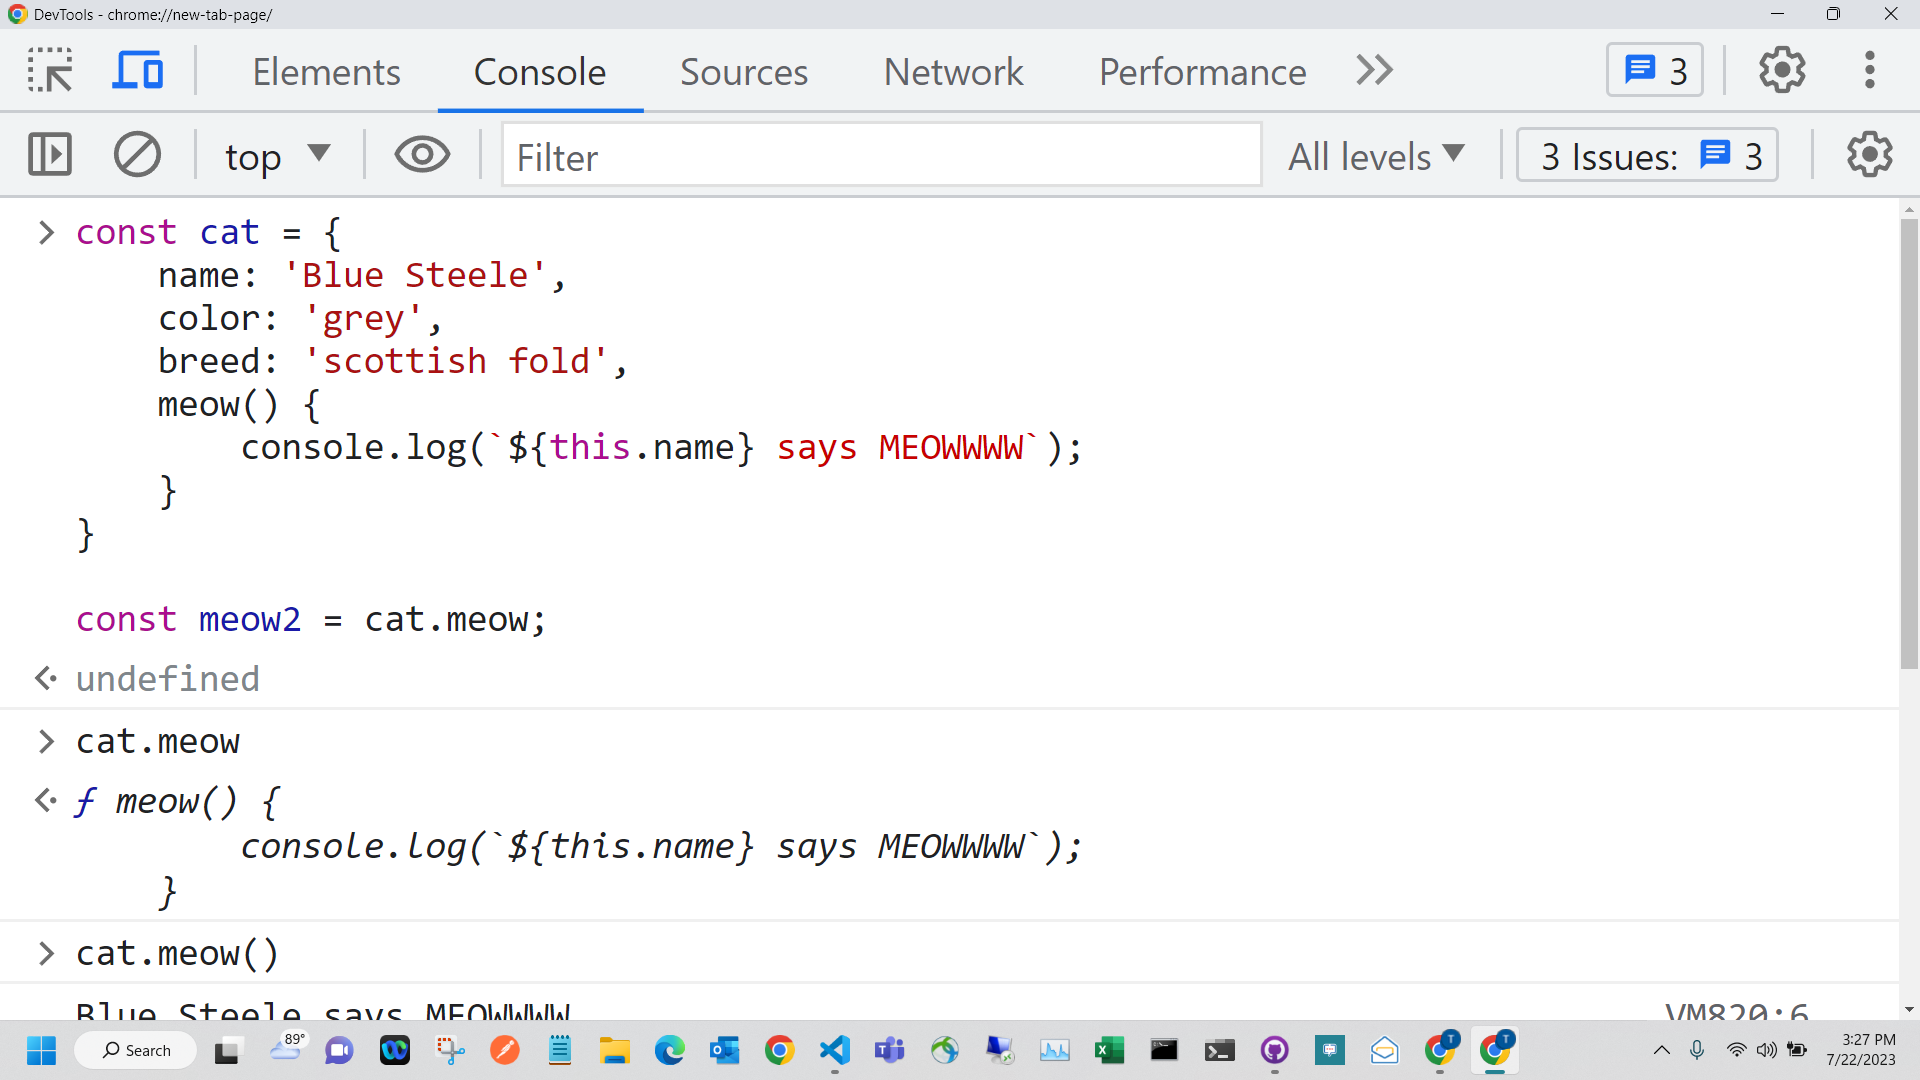 DevTools - chrome://new-tab-page/
Elements Console Sources Network Performance 3
top Filter All levels 3 Issues: 3
const cat = {
name: 'Blue Steele',
color: 'grey',
breed: 'scottish fold',
meow() {
console.log(`${this.name} says MEOWWWW`);
}
}
const meow2 = cat.meow;
undefined
cat.meow
ƒ meow() {
console.log(`${this.name} says MEOWWWW`);
}
cat.meow()
Blue Steele says MEOWWWW VM820:6
Search 89° T T 3:27 PM
7/22/2023